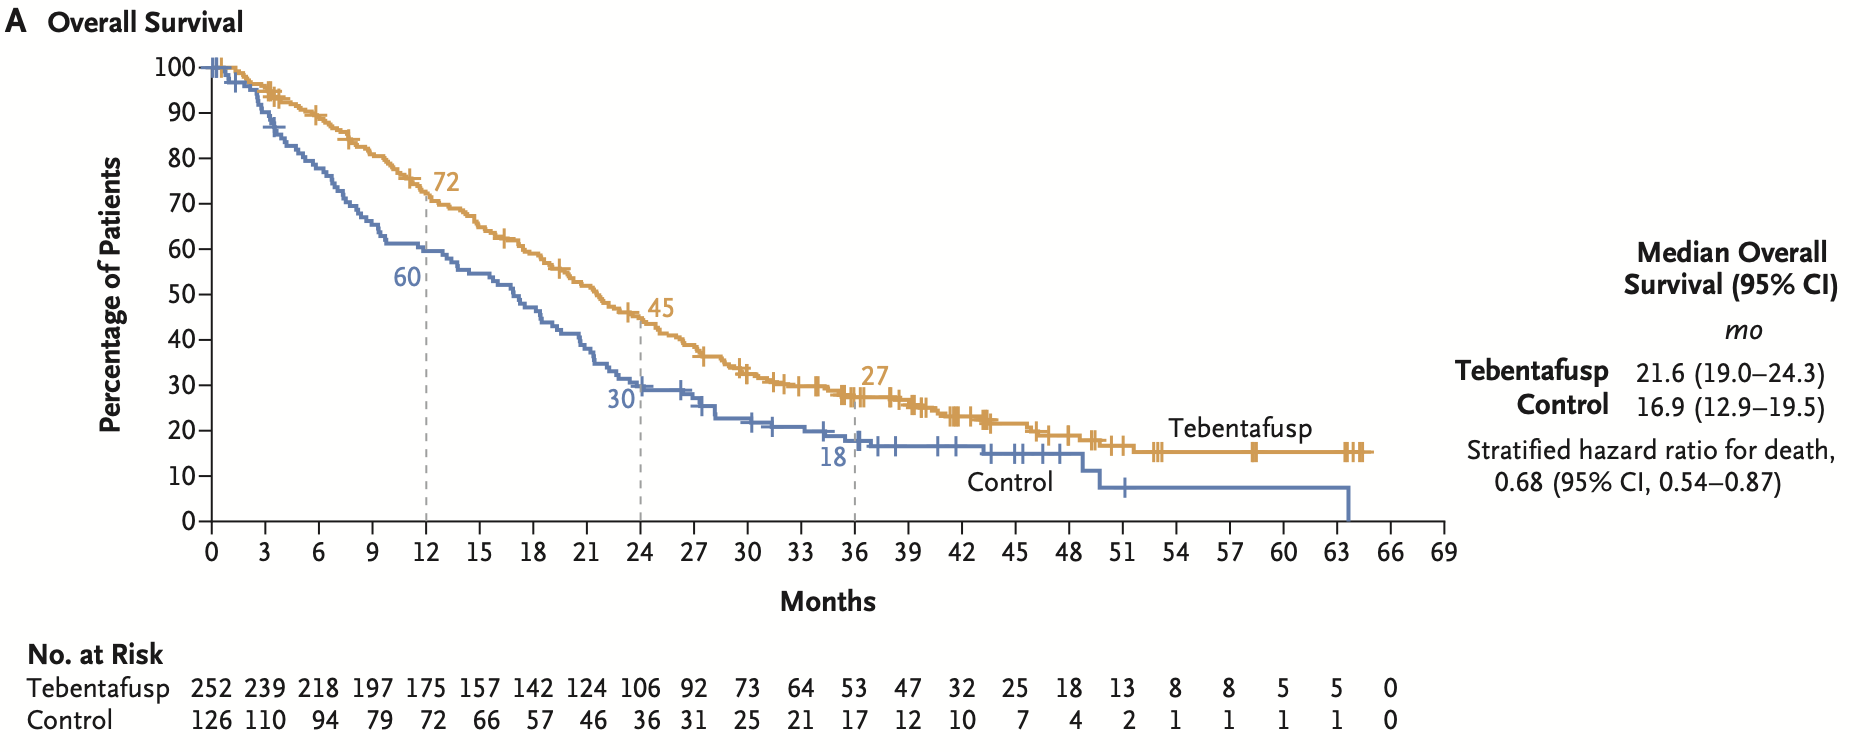 A Overall Survival
100
90
80
70
60
50
40
30
20
10
0
Percentage of Patients
72
60
45
30
27
18
Tebentafusp
Control
0 3 6 9 12 15 18 21 24 27 30 33 36 39 42 45 48 51 54 57 60 63 66 69
Months
Median Overall
Survival (95% CI)
mo
Tebentafusp 21.6 (19.0–24.3)
Control 16.9 (12.9–19.5)
Stratified hazard ratio for death,
0.68 (95% CI, 0.54–0.87)
No. at Risk
Tebentafusp 252 239 218 197 175 157 142 124 106 92 73 64 53 47 32 25 18 13 8 8 5 5 0
Control 126 110 94 79 72 66 57 46 36 31 25 21 17 12 10 7 4 2 1 1 1 1 0